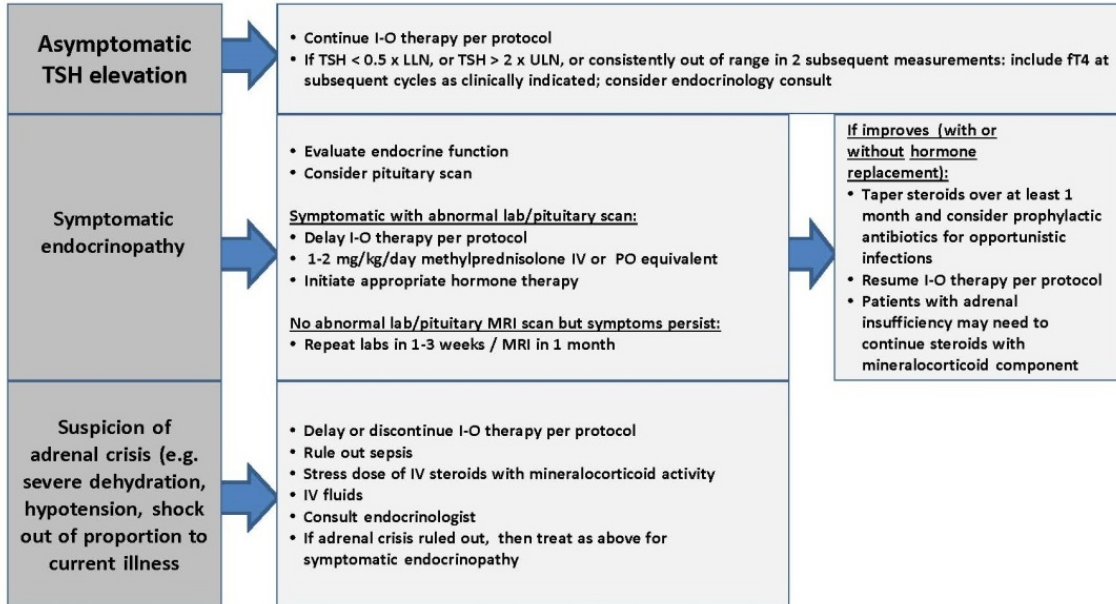 Asymptomatic
TSH elevation
• Continue I-O therapy per protocol
• If TSH < 0.5 x LLN, or TSH > 2 x ULN, or consistently out of range in 2 subsequent measurements: include fT4 at
subsequent cycles as clinically indicated; consider endocrinology consult
Symptomatic
endocrinopathy
• Evaluate endocrine function
• Consider pituitary scan
Symptomatic with abnormal lab/pituitary scan:
• Delay I-O therapy per protocol
• 1-2 mg/kg/day methylprednisolone IV or PO equivalent
• Initiate appropriate hormone therapy
No abnormal lab/pituitary MRI scan but symptoms persist:
• Repeat labs in 1-3 weeks / MRI in 1 month
If improves (with or
without hormone
replacement):
• Taper steroids over at least 1
month and consider prophylactic
antibiotics for opportunistic
infections
• Resume I-O therapy per protocol
• Patients with adrenal
insufficiency may need to
continue steroids with
mineralocorticoid component
Suspicion of
adrenal crisis (e.g.
severe dehydration,
hypotension, shock
out of proportion to
current illness
• Delay or discontinue I-O therapy per protocol
• Rule out sepsis
• Stress dose of IV steroids with mineralocorticoid activity
• IV fluids
• Consult endocrinologist
• If adrenal crisis ruled out, then treat as above for
symptomatic endocrinopathy